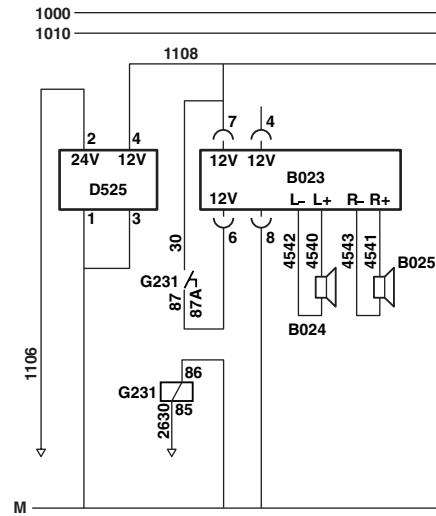 1000
1010
1108
2 4
24V 12V
D525
1 3
7 4
12V 12V
B023
12V L– L+ R– R+
6 8
4542 4540 4543 4541
B025
B024
30
G231
87 87A
86
G231
2630 85
1106
M